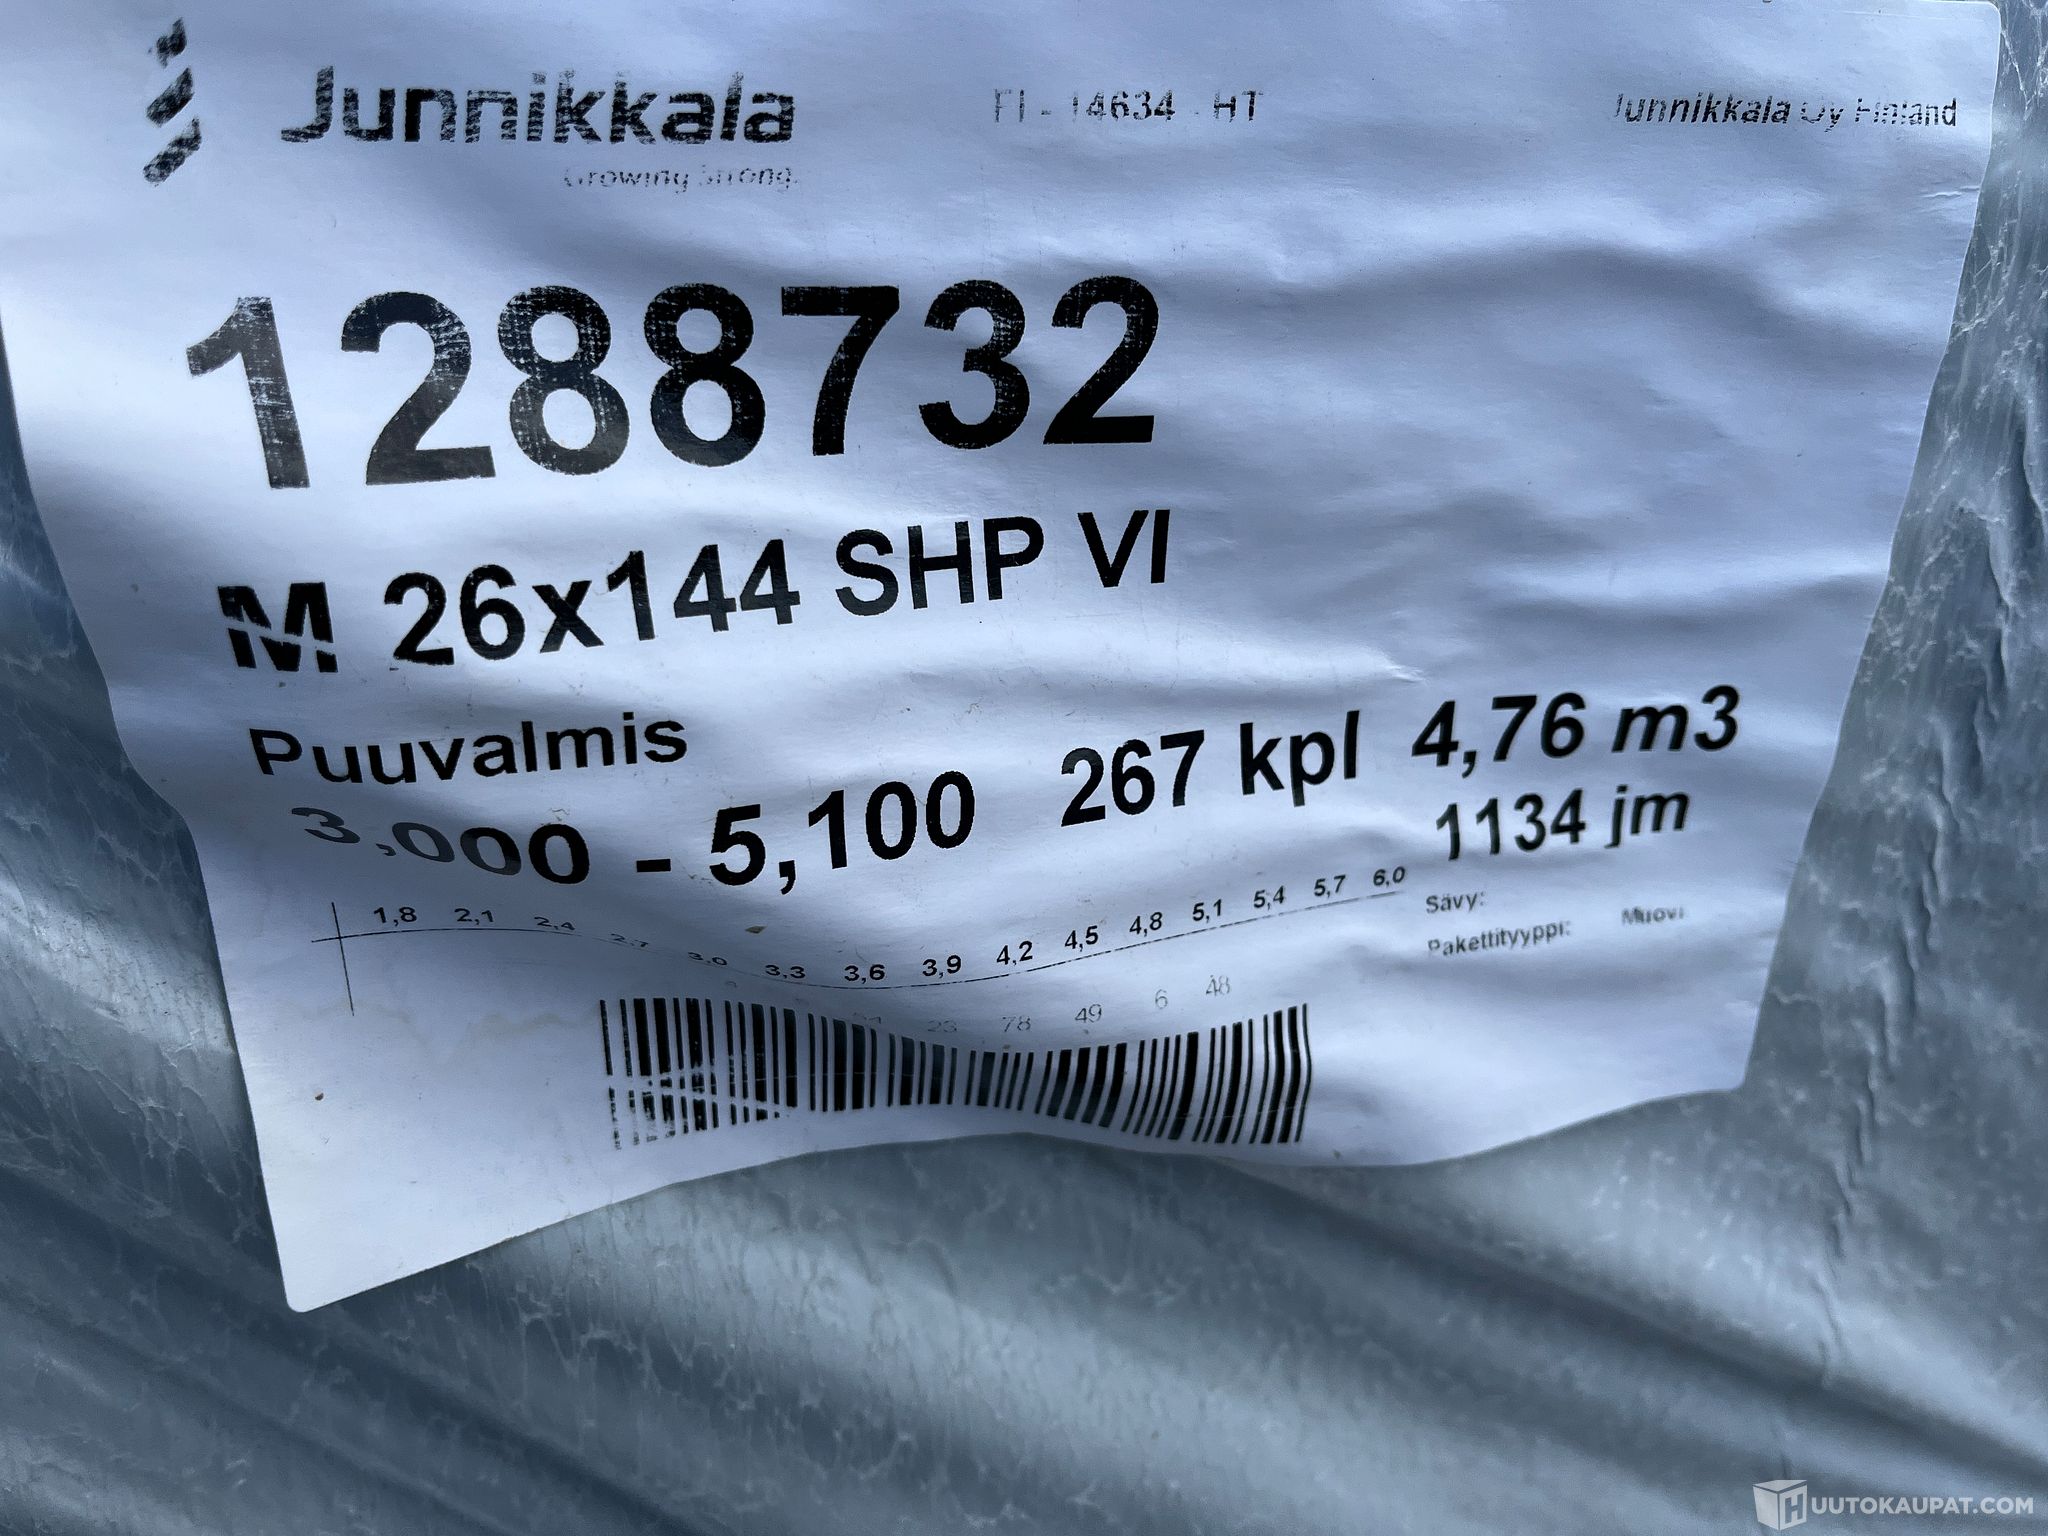 Junnikkala FI - 14634 - HT Junnikkala Oy Finland
Growing Strong.
1288732
M 26x144 SHP VI
Puuvalmis
3,000 - 5,100 267 kpl 4,76 m3
1134 jm
1,8 2,1 2,4 2,7 3,0 3,3 3,6 3,9 4,2 4,5 4,8 5,1 5,4 5,7 6,0
23 78 49 6 48
Sävy:
Pakettityyppi: Muovi
HUUTOKAUPAT.COM